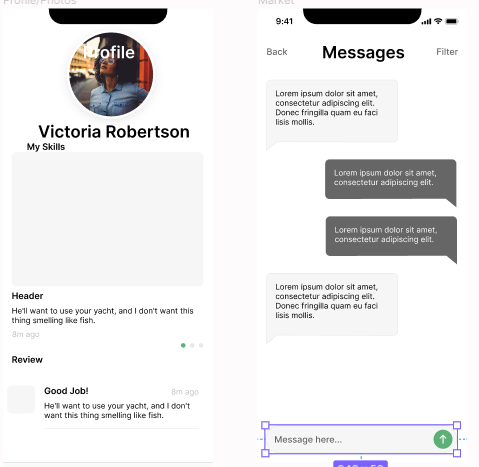 Profile/Photos
Profile
Victoria Robertson
My Skills
Header
He'll want to use your yacht, and I don't want this
thing smelling like fish.
8m ago
Review
Good Job!
8m ago
He'll want to use your yacht, and I don't
want this thing smelling like fish.
Market
9:41
Back
Messages
Filter
Lorem ipsum dolor sit amet,
consectetur adipiscing elit.
Donec fringilla quam eu faci
lisis mollis.
Lorem ipsum dolor sit amet,
consectetur adipiscing elit.
Lorem ipsum dolor sit amet,
consectetur adipiscing elit.
Lorem ipsum dolor sit amet,
consectetur adipiscing elit.
Donec fringilla quam eu faci
lisis mollis.
Message here...